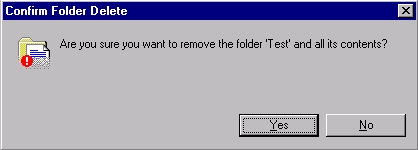 Confirm Folder Delete
Are you sure you want to remove the folder 'Test' and all its contents?
Yes No